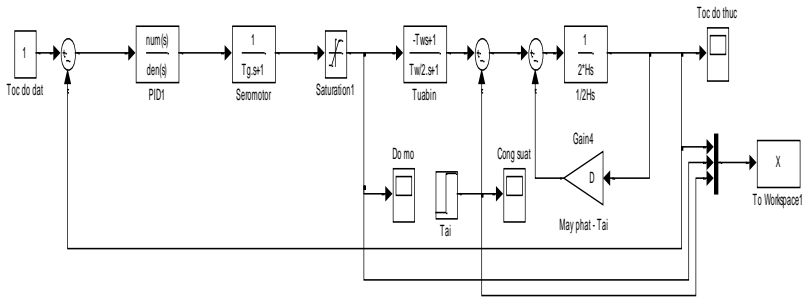 Toc do thuc
1
Toc do dat
num(s)
den(s)
PID1
1
Tg.s+1
Seromotor
Saturation1
-Tws+1
Tw/2.s+1
Tuabin
1
2*Hs
1/2Hs
Gain4
D
May phat - Tai
Do mo
Tai
Cong suat
X
To Workspace1